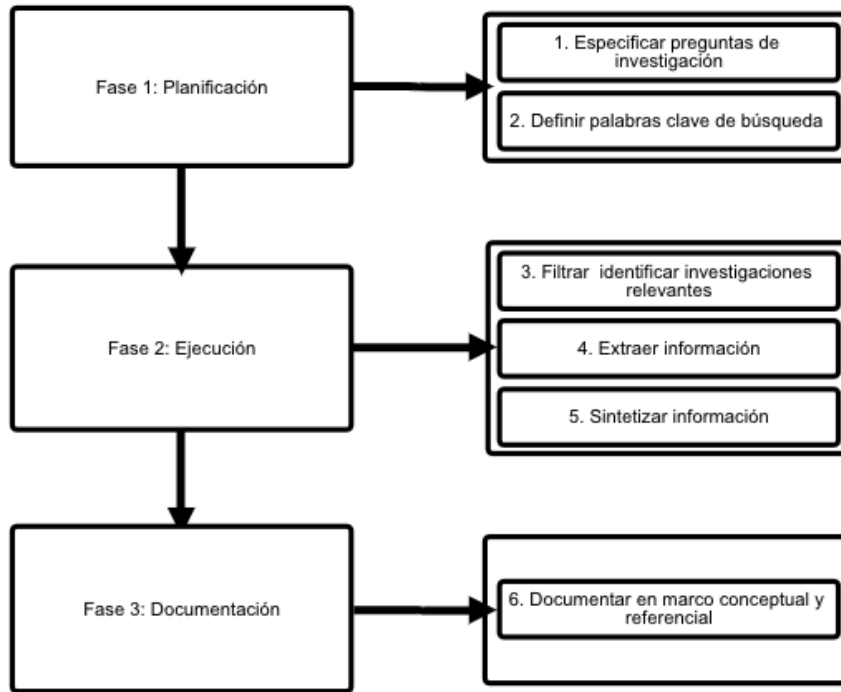 Fase 1: Planificación
1. Especificar preguntas de
investigación
2. Definir palabras clave de búsqueda
Fase 2: Ejecución
3. Filtrar identificar investigaciones
relevantes
4. Extraer información
5. Sintetizar información
Fase 3: Documentación
6. Documentar en marco conceptual y
referencial